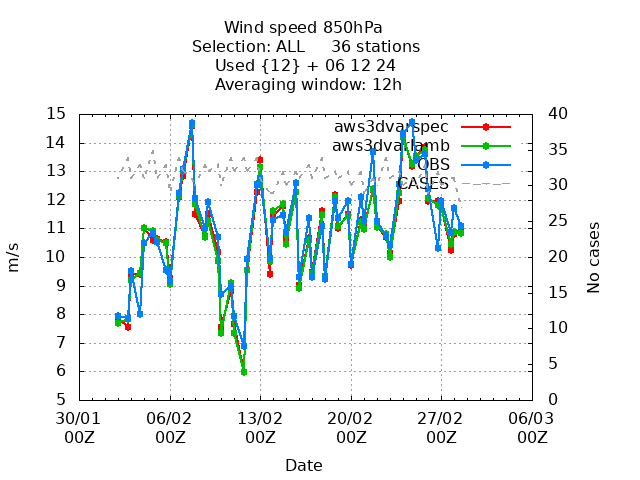 Wind speed 850hPa
Selection: ALL 36 stations
Used {12} + 06 12 24
Averaging window: 12h
15
14
13
12
11
10
9
8
7
6
5
m/s
40
35
30
25
20
15
10
5
0
No cases
aws3dvar_spec
aws3dvar_lamb
OBS
CASES
30/01 06/02 13/02 20/02 27/02 06/03
00Z 00Z 00Z 00Z 00Z 00Z
Date